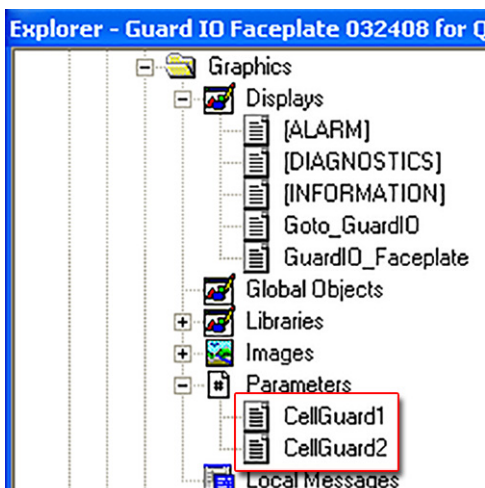 Explorer - Guard IO Faceplate 032408 for Q
Graphics
Displays
[ALARM]
[DIAGNOSTICS]
[INFORMATION]
Goto_GuardIO
GuardIO_Faceplate
Global Objects
Libraries
Images
Parameters
CellGuard1
CellGuard2
Local Messages